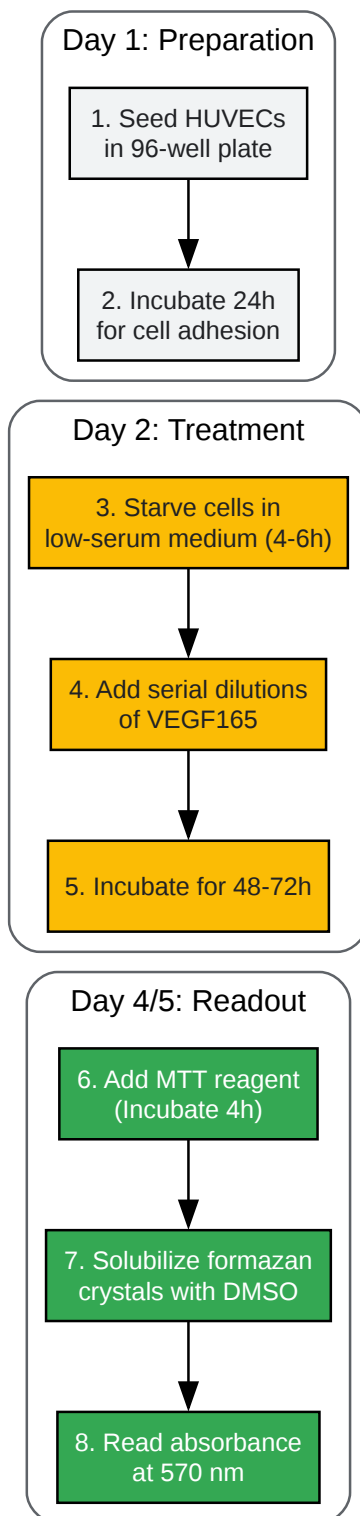 Day 1: Preparation
1. Seed HUVECs
in 96-well plate
2. Incubate 24h
for cell adhesion
Day 2: Treatment
3. Starve cells in
low-serum medium (4-6h)
4. Add serial dilutions
of VEGF165
5. Incubate for 48-72h
Day 4/5: Readout
6. Add MTT reagent
(Incubate 4h)
7. Solubilize formazan
crystals with DMSO
8. Read absorbance
at 570 nm